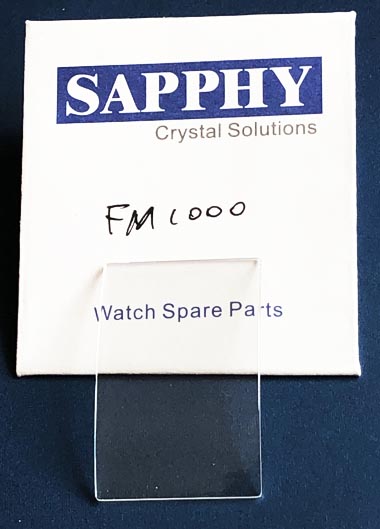 SAPPHY
Crystal Solutions
FM1000
Watch Spare Parts